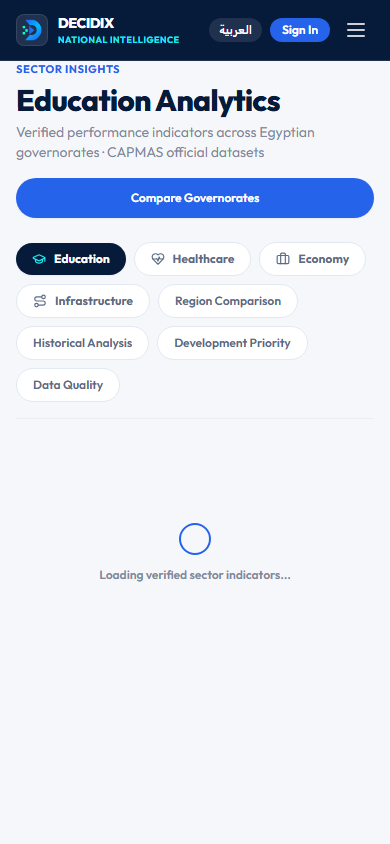 DECIDIX
NATIONAL INTELLIGENCE
العربية
Sign In
SECTOR INSIGHTS
Education Analytics
Verified performance indicators across Egyptian
governorates · CAPMAS official datasets
Compare Governorates
Education
Healthcare
Economy
Infrastructure
Region Comparison
Historical Analysis
Development Priority
Data Quality
Loading verified sector indicators...